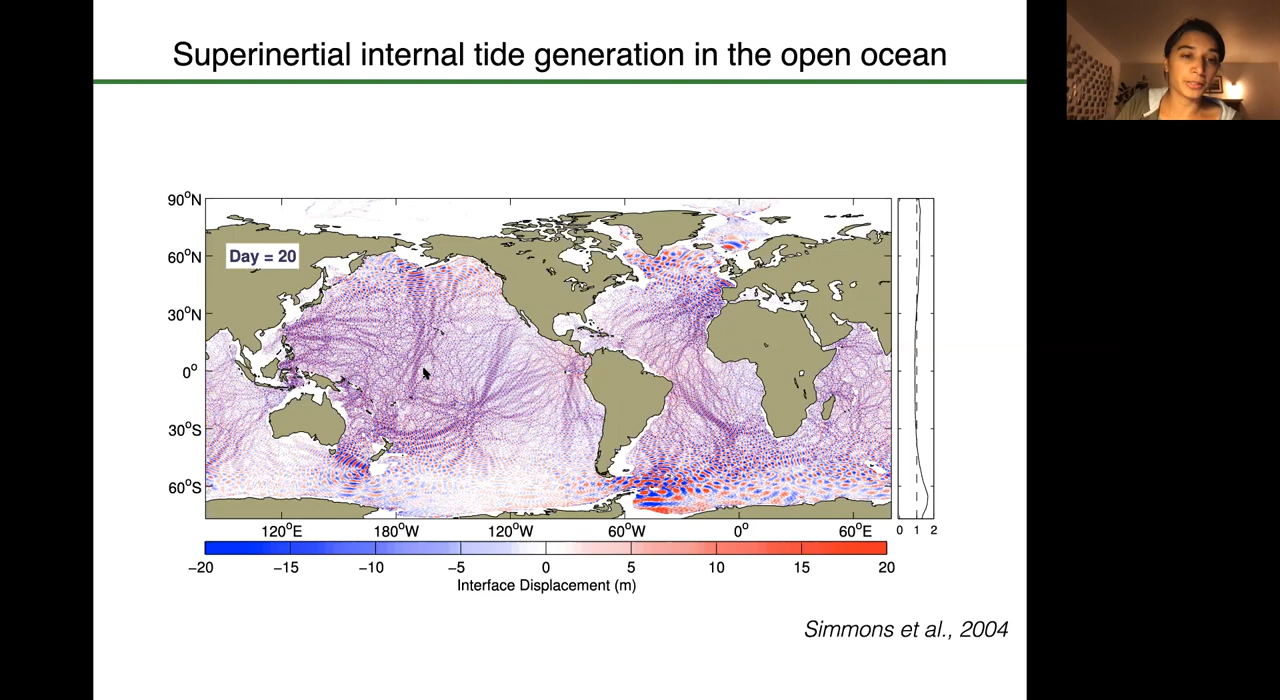 Superinertial internal tide generation in the open ocean
90°N
60°N
30°N
0°
30°S
60°S
Day = 20
120°E 180°W 120°W 60°W 0° 60°E
0 1 2
−20 −15 −10 −5 0 5 10 15 20
Interface Displacement (m)
Simmons et al., 2004